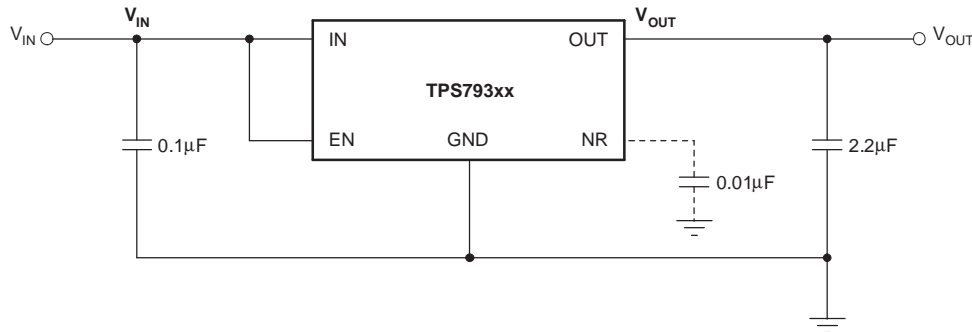 V_IN V_OUT
V_IN IN OUT V_OUT
TPS793xx
EN GND NR
0.1μF 2.2μF
0.01μF